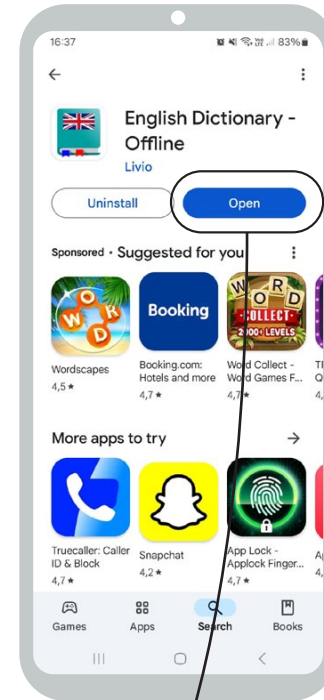 16:37 83%
English Dictionary -
Offline
Livio
Uninstall Open
Sponsored • Suggested for you
WORD
Booking
WORD
COLLECT
2000+ LEVELS
Wordscapes
4,5 ★
Booking.com:
Hotels and more
4,7 ★
Word Collect -
Word Games F...
4,7 ★
More apps to try
Truecaller: Caller
ID & Block
4,7 ★
Snapchat
4,2 ★
App Lock -
Applock Finger...
4,7 ★
Games Apps Search Books